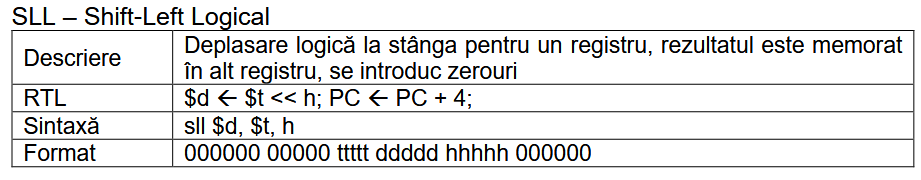 SLL – Shift-Left Logical
Descriere
Deplasare logică la stânga pentru un registru, rezultatul este memorat
în alt registru, se introduc zerouri
RTL
$d ← $t << h; PC ← PC + 4;
Sintaxă
sll $d, $t, h
Format
000000 00000 ttttt ddddd hhhhh 000000